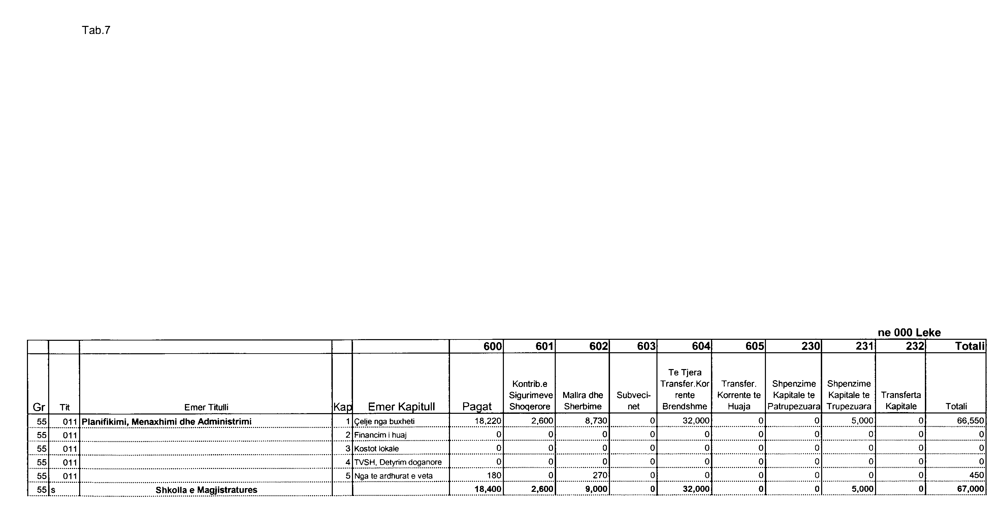 Tab.7
ne 000 Leke
600 601 602 603 604 605 230 231 232 Totali
Gr Tit Emer Titulli Kap Emer Kapitull Pagat Kontrib.e Sigurimeve Shoqerore Mallra dhe Sherbime Subveci-net Te Tjera Transfer.Kor rente Brendshme Transfer. Korrente te Huaja Shpenzime Kapitale te Patrupezuara Shpenzime Kapitale te Trupezuara Transferta Kapitale Totali
55 011 Planifikimi, Menaxhimi dhe Administrimi 1 Çelje nga buxheti 18,220 2,600 8,730 0 32,000 0 0 5,000 0 66,550
55 011 2 Financim i huaj 0 0 0 0 0 0 0 0 0 0
55 011 3 Kostot lokale 0 0 0 0 0 0 0 0 0 0
55 011 4 TVSH, Detyrim doganore 0 0 0 0 0 0 0 0 0 0
55 011 5 Nga te ardhurat e veta 180 0 270 0 0 0 0 0 0 450
55 s Shkolla e Magjistratures 18,400 2,600 9,000 0 32,000 0 0 5,000 0 67,000